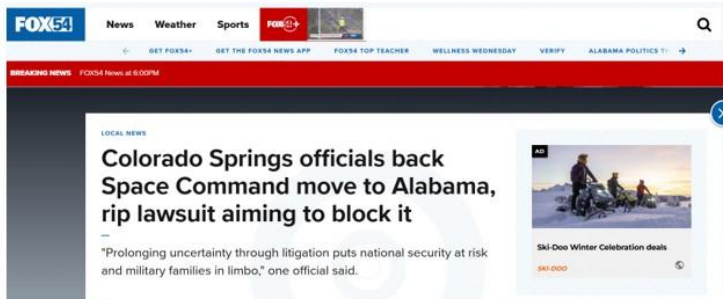 FOX54 News Weather Sports FOX54+
GET FOX54+ GET THE FOX54 NEWS APP FOX54 TOP TEACHER WELLNESS WEDNESDAY VERIFY ALABAMA POLITICS
BREAKING NEWS FOX54 News at 6:00PM
LOCAL NEWS
Colorado Springs officials back
Space Command move to Alabama,
rip lawsuit aiming to block it
"Prolonging uncertainty through litigation puts national security at risk
and military families in limbo," one official said.
AD
Ski-Doo Winter Celebration deals
SKI-DOO